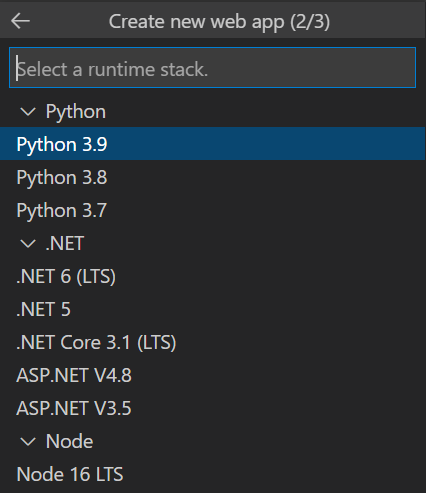 Create new web app (2/3)
Select a runtime stack.
Python
Python 3.9
Python 3.8
Python 3.7
.NET
.NET 6 (LTS)
.NET 5
.NET Core 3.1 (LTS)
ASP.NET V4.8
ASP.NET V3.5
Node
Node 16 LTS